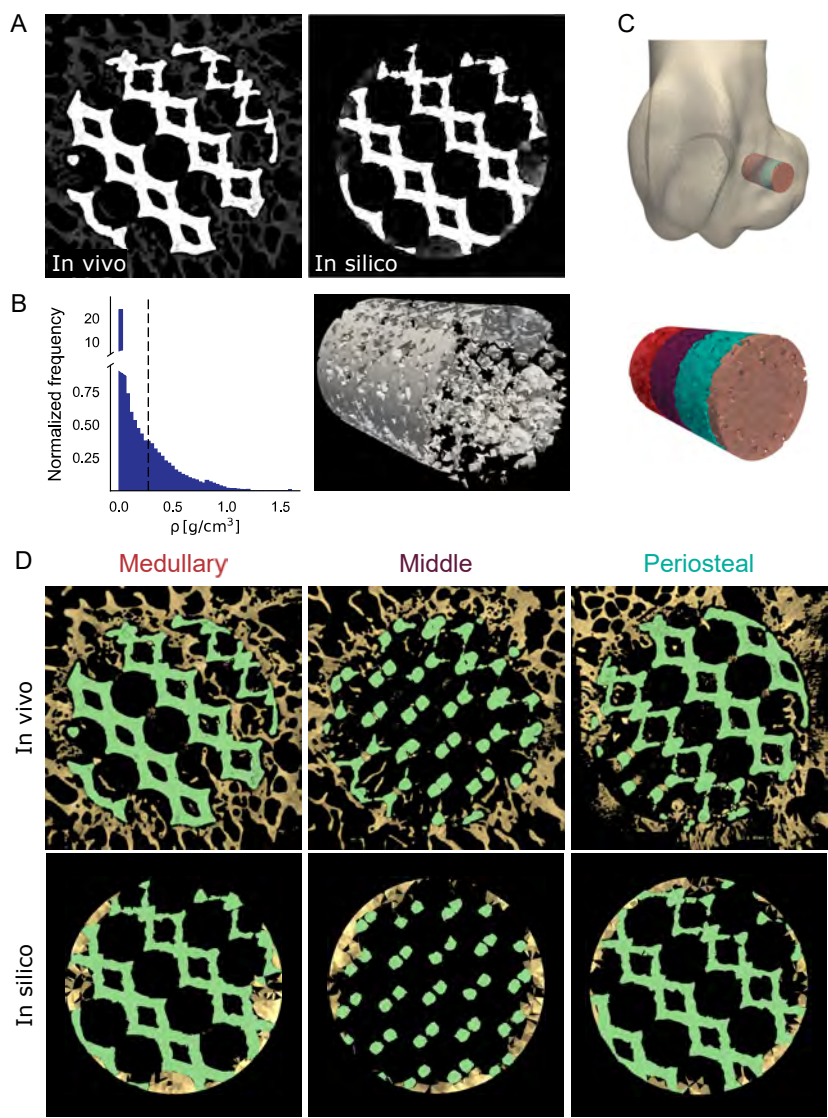 A
In vivo
In silico
C
B
Normalized frequency
20
10
0.75
0.50
0.25
0.0
0.5
1.0
1.5
ρ [g/cm³]
D
Medullary
Middle
Periosteal
In vivo
In silico